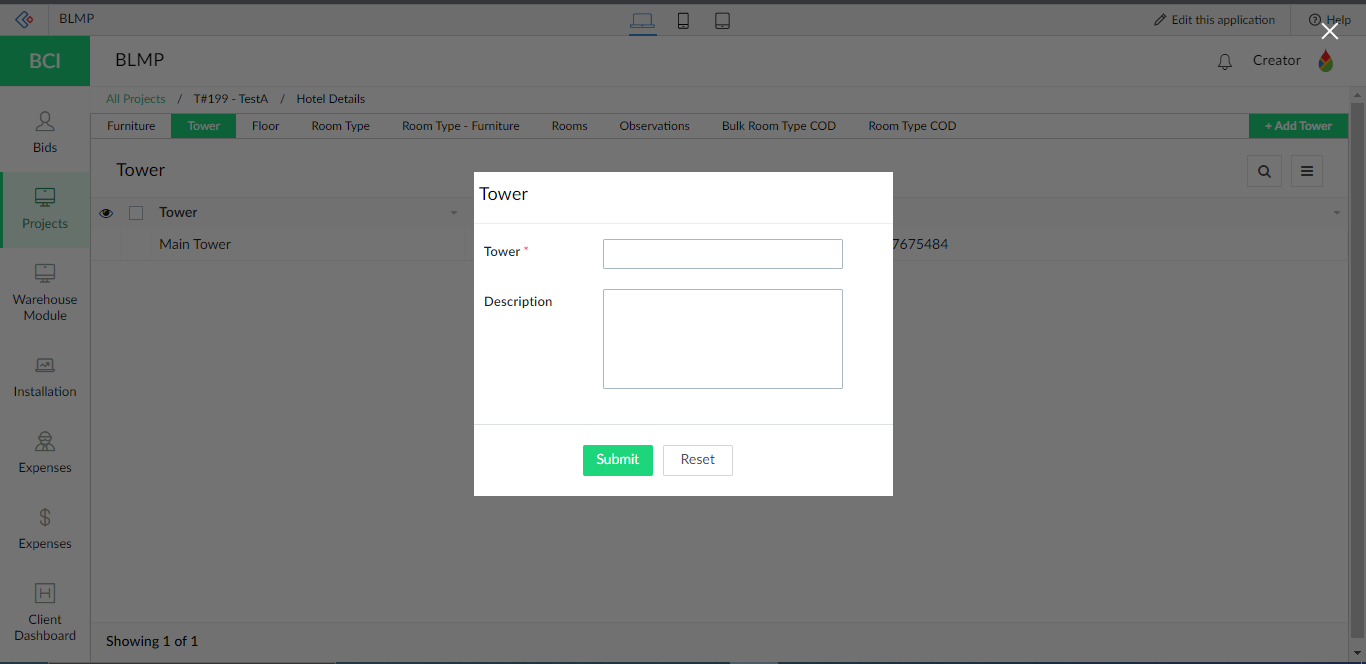 BLMP
Edit this application
Help
BCI
BLMP
Creator
All Projects / T#199 - TestA / Hotel Details
Furniture Tower Floor Room Type Room Type - Furniture Rooms Observations Bulk Room Type COD Room Type COD + Add Tower
Bids
Projects
Warehouse
Module
Installation
Expenses
Expenses
Client
Dashboard
Tower
Tower
Main Tower
7675484
Tower
Tower *
Description
Submit Reset
Showing 1 of 1